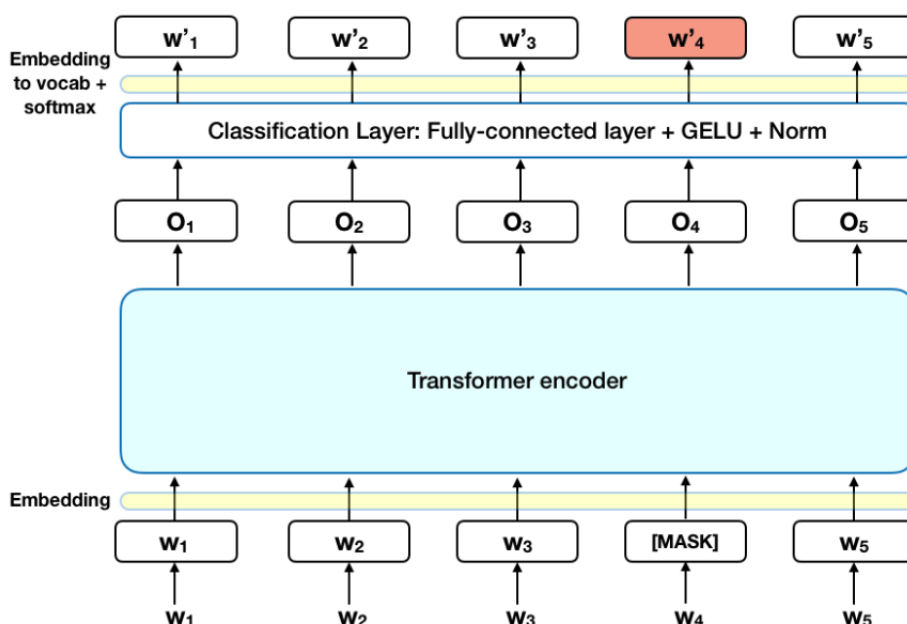 w'₁ w'₂ w'₃ w'₄ w'₅
Embedding
to vocab +
softmax
Classification Layer: Fully-connected layer + GELU + Norm
O₁ O₂ O₃ O₄ O₅
Transformer encoder
Embedding
W₁ W₂ W₃ [MASK] W₅
W₁ W₂ W₃ W₄ W₅